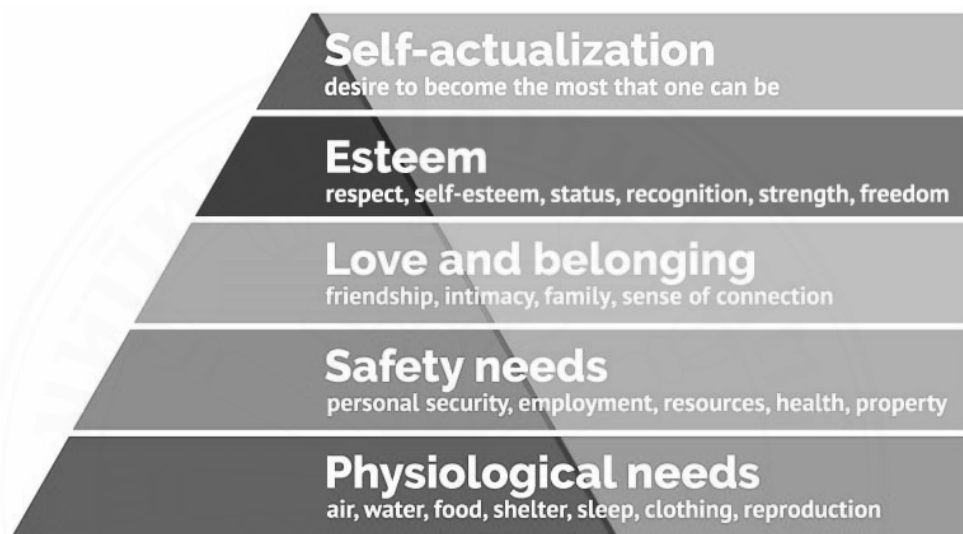 Self-actualization
desire to become the most that one can be
Esteem
respect, self-esteem, status, recognition, strength, freedom
Love and belonging
friendship, intimacy, family, sense of connection
Safety needs
personal security, employment, resources, health, property
Physiological needs
air, water, food, shelter, sleep, clothing, reproduction